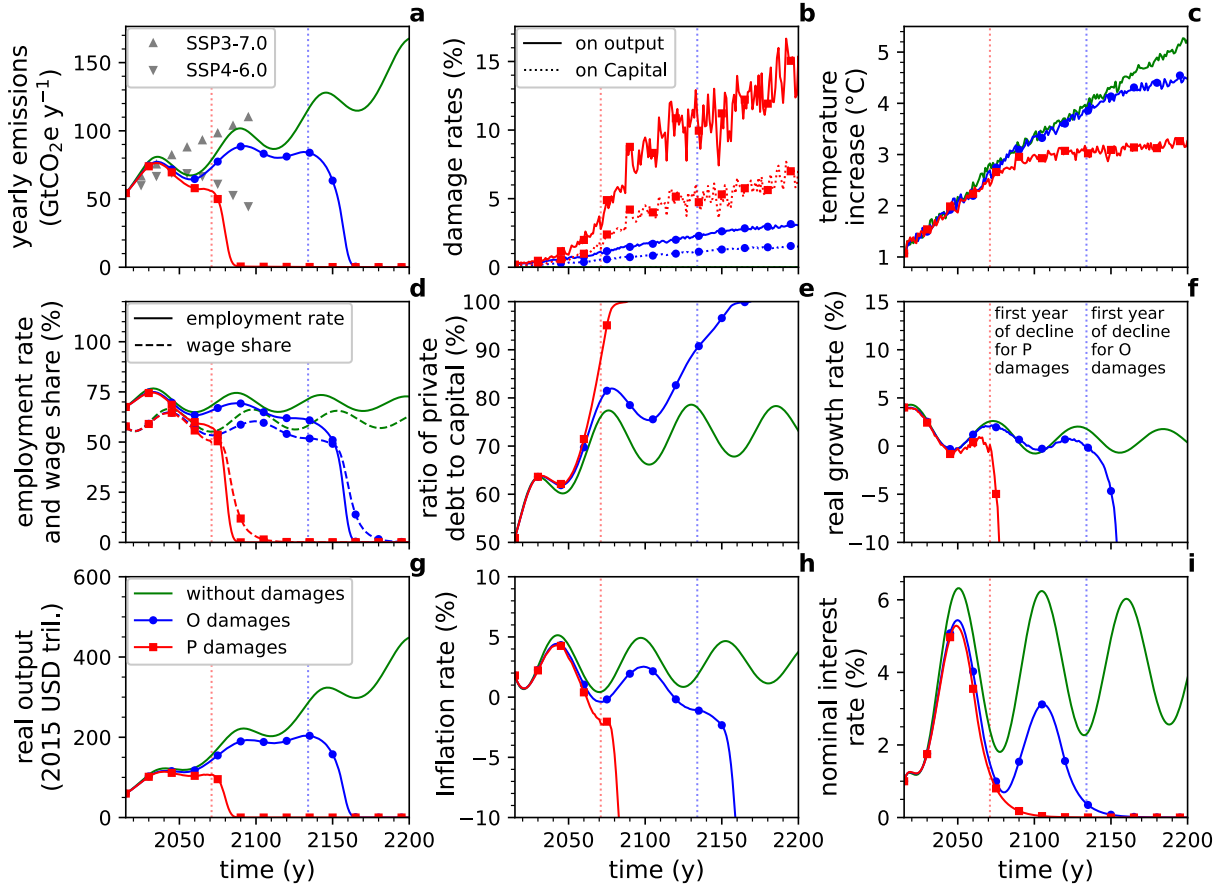 a
yearly emissions
(GtCO₂e y⁻¹)
150
100
50
0
SSP3-7.0
SSP4-6.0
b
damage rates (%)
15
10
5
0
on output
on Capital
c
temperature
increase (°C)
5
4
3
2
1
d
employment rate
and wage share (%)
100
75
50
25
0
employment rate
wage share
e
ratio of private
debt to capital (%)
100
90
80
70
60
50
f
real growth rate (%)
15
10
5
0
−5
−10
first year
of decline
for P
damages
first year
of decline
for O
damages
g
real output
(2015 USD tril.)
600
400
200
0
without damages
O damages
P damages
2050 2100 2150 2200
time (y)
h
Inflation rate (%)
10
5
0
−5
−10
2050 2100 2150 2200
time (y)
i
nominal interest
rate (%)
6
4
2
0
2050 2100 2150 2200
time (y)